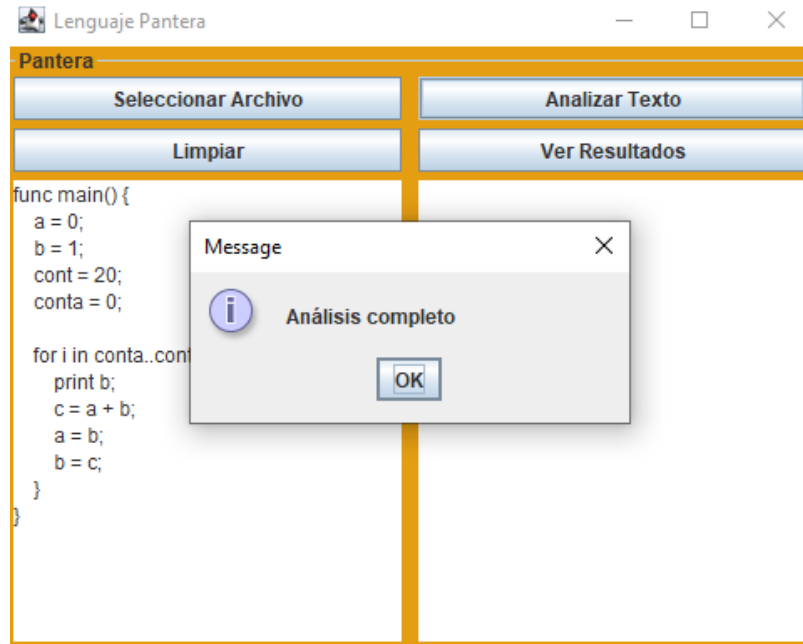 Lenguaje Pantera
Pantera
Seleccionar Archivo
Analizar Texto
Limpiar
Ver Resultados
func main() {
a = 0;
b = 1;
cont = 20;
conta = 0;
for i in conta..cont
print b;
c = a + b;
a = b;
b = c;
}
}
Message
i
Análisis completo
OK